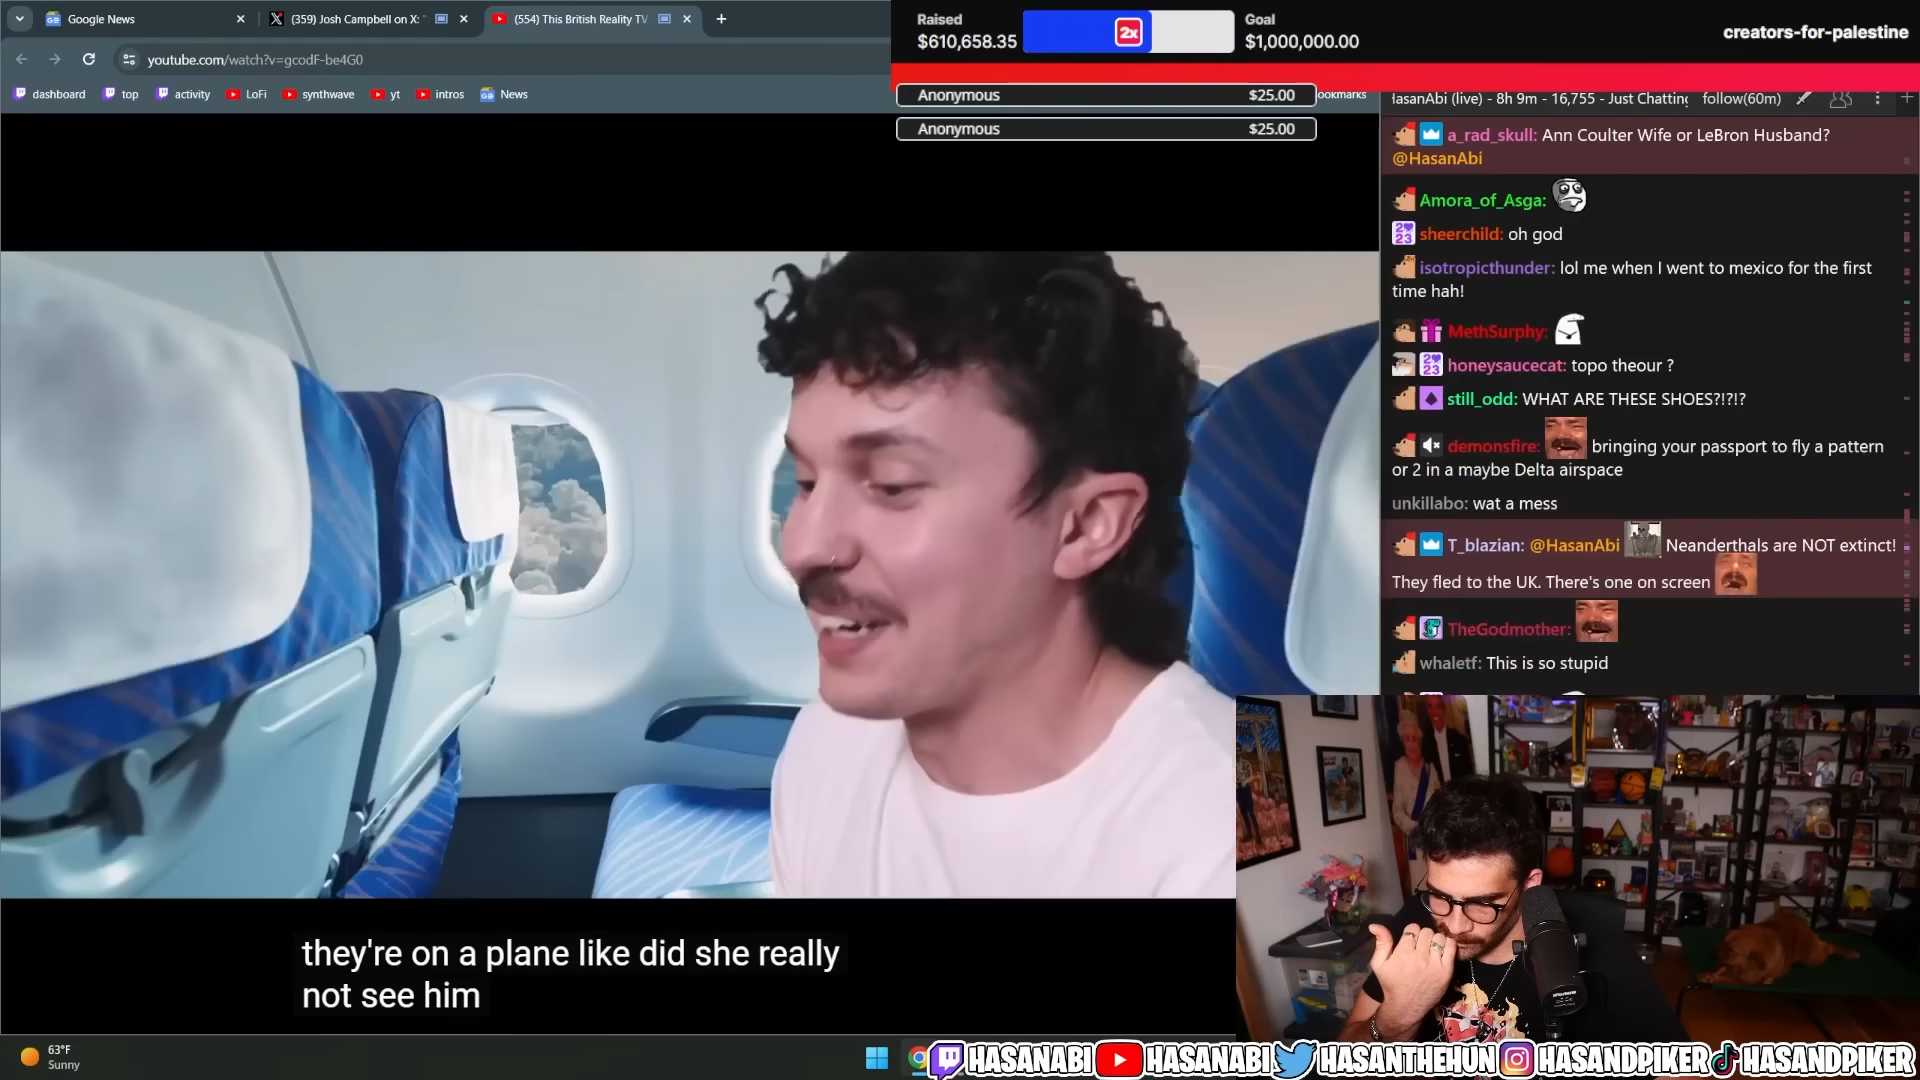 Google News
(359) Josh Campbell on X: "
(554) This British Reality TV
youtube.com/watch?v=gcodF-be4G0
dashboard
top
activity
LoFi
synthwave
yt
intros
News
Raised
$610,658.35
2x
Goal
$1,000,000.00
creators-for-palestine
Anonymous $25.00
Anonymous $25.00
ookmarks
HasanAbi (live) - 8h 9m - 16,755 - Just Chatting follow(60m)
a_rad_skull: Ann Coulter Wife or LeBron Husband?
@HasanAbi
Amora_of_Asga:
sheerchild: oh god
isotropicthunder: lol me when I went to mexico for the first
time hah!
MethSurphy:
honeysaucecat: topo theour ?
still_odd: WHAT ARE THESE SHOES?!?!?
demonsfire: bringing your passport to fly a pattern
or 2 in a maybe Delta airspace
unkillabo: wat a mess
T_blazian: @HasanAbi Neanderthals are NOT extinct!
They fled to the UK. There's one on screen
TheGodmother:
whaletf: This is so stupid
they're on a plane like did she really
not see him
63°F
Sunny
HASANABI HASANABI HASANTHEHUN HASANDPIKER HASANDPIKER